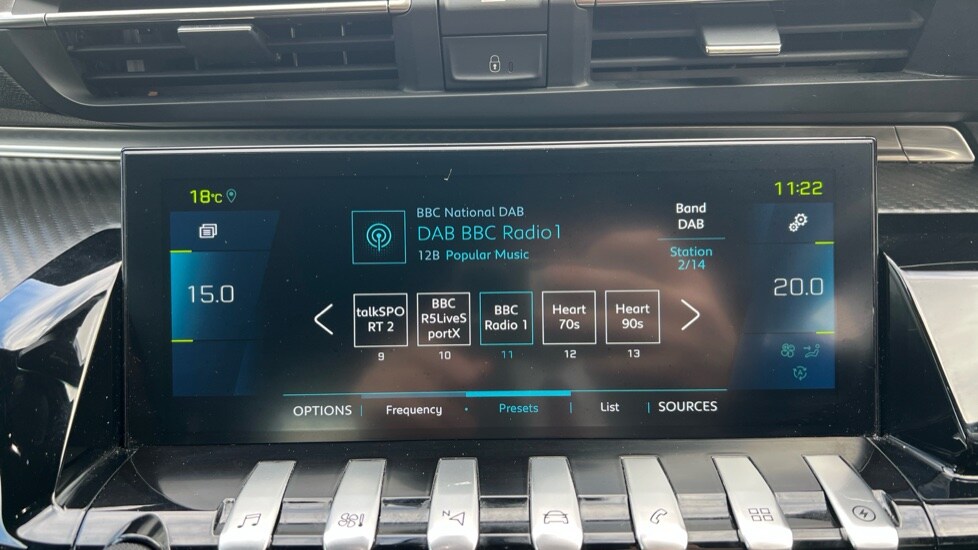 18°C
11:22
BBC National DAB
DAB BBC Radio1
12B Popular Music
Band
DAB
Station
2/14
15.0
20.0
talkSPO
RT 2
BBC
R5LiveS
portX
BBC
Radio 1
Heart
70s
Heart
90s
9
10
11
12
13
OPTIONS
Frequency
Presets
List
SOURCES
A
N